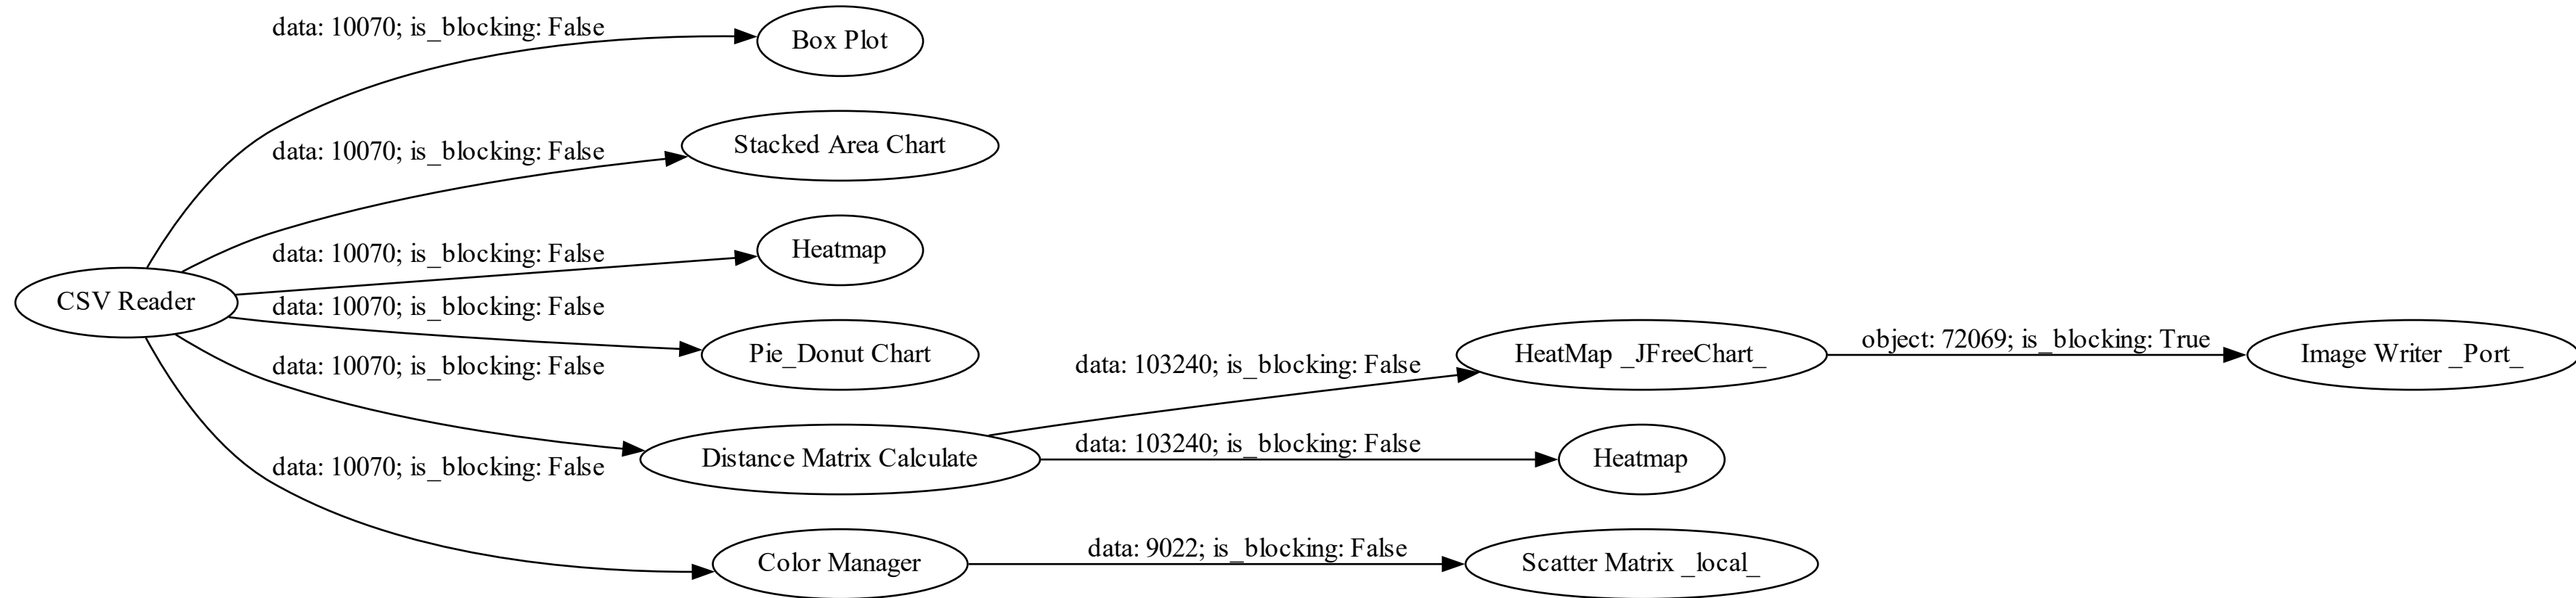 data: 10070; is_blocking: False
Box Plot
data: 10070; is_blocking: False
Stacked Area Chart
data: 10070; is_blocking: False
Heatmap
CSV Reader
data: 10070; is_blocking: False
Pie_Donut Chart
data: 10070; is_blocking: False
Distance Matrix Calculate
data: 10070; is_blocking: False
Color Manager
data: 103240; is_blocking: False
HeatMap _JFreeChart_
object: 72069; is_blocking: True
Image Writer _Port_
data: 103240; is_blocking: False
Heatmap
data: 9022; is_blocking: False
Scatter Matrix _local_